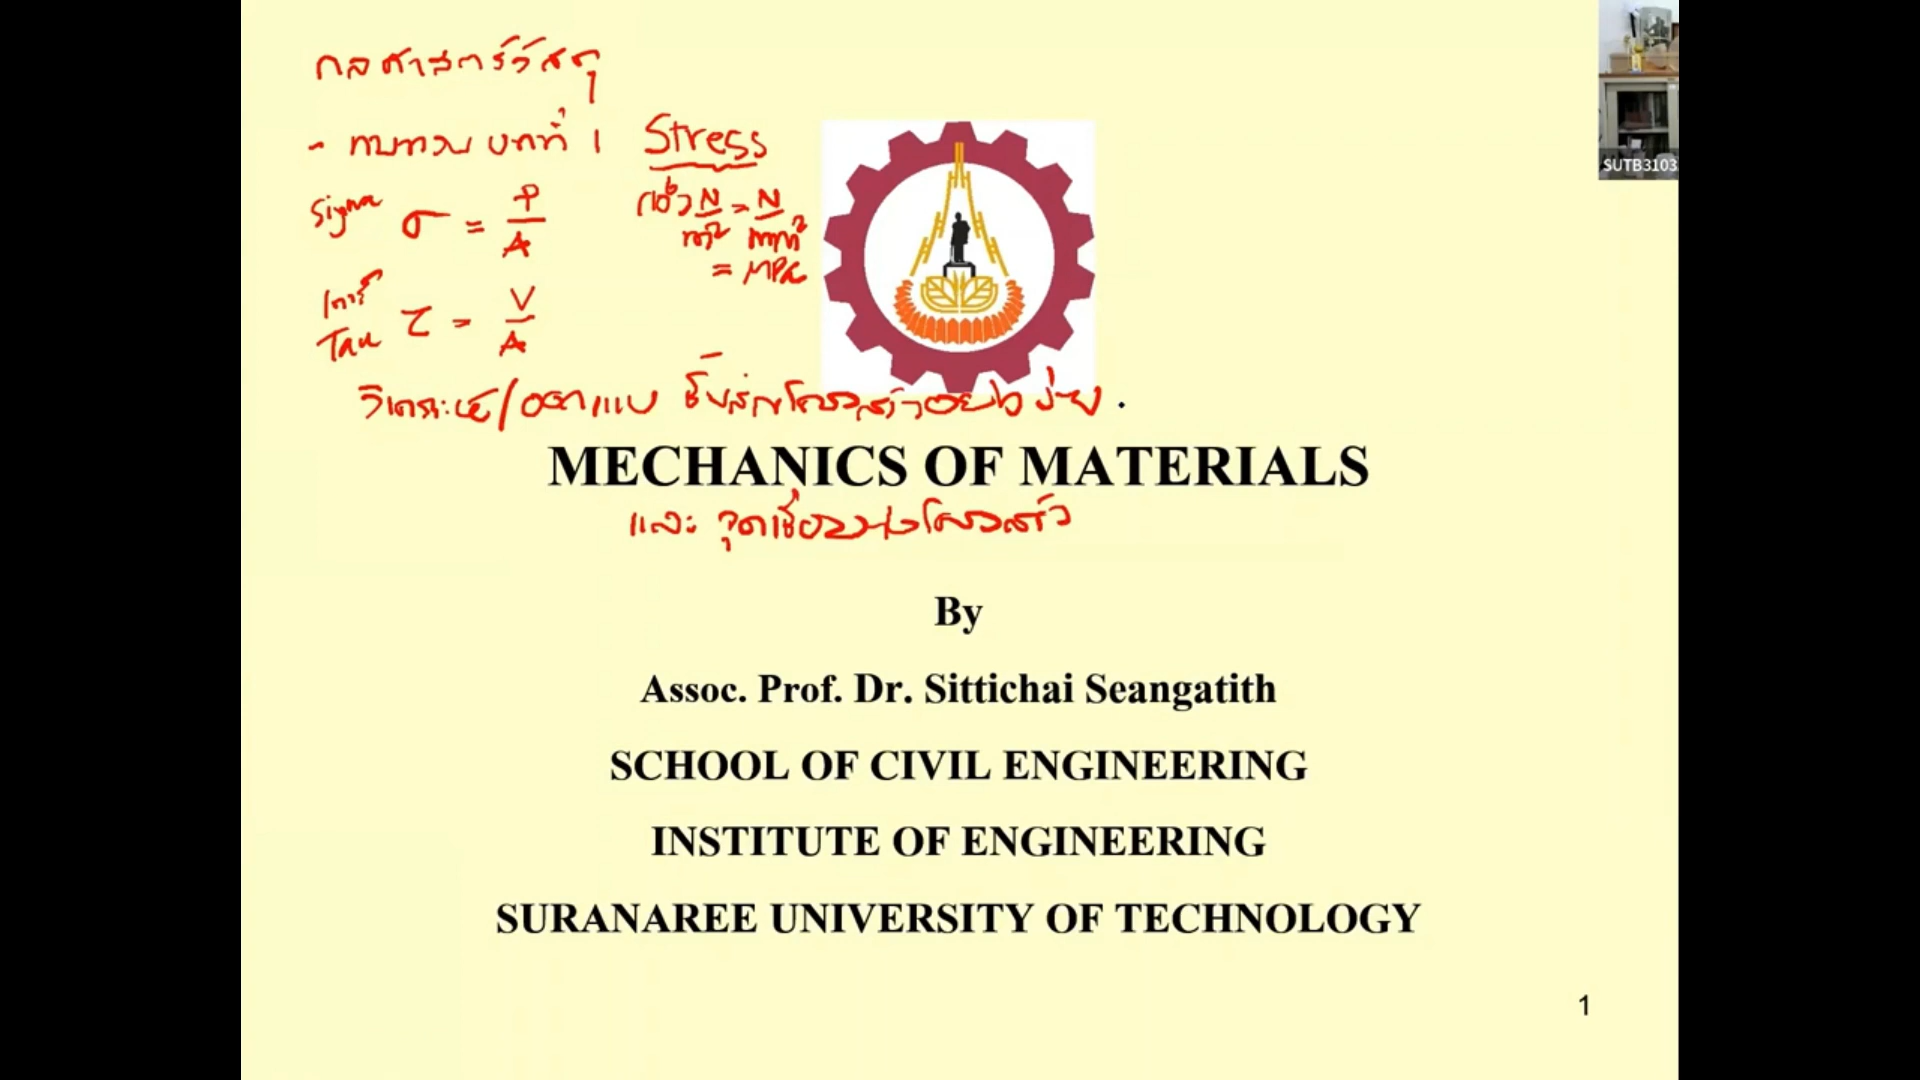 กลศาสตร์วัสดุ
- ทบทวน บทที่ 1 Stress
Sigma σ = P/A
เช่น N/m² , N/mm²
= MPa
Tau τ = V/A
วิเคราะห์/ออกแบบ ชิ้นส่วนโครงสร้างอย่างง่าย
MECHANICS OF MATERIALS
และ จุดเชื่อมต่อโครงสร้าง
By
Assoc. Prof. Dr. Sittichai Seangatith
SCHOOL OF CIVIL ENGINEERING
INSTITUTE OF ENGINEERING
SURANAREE UNIVERSITY OF TECHNOLOGY
1
SUTB3103